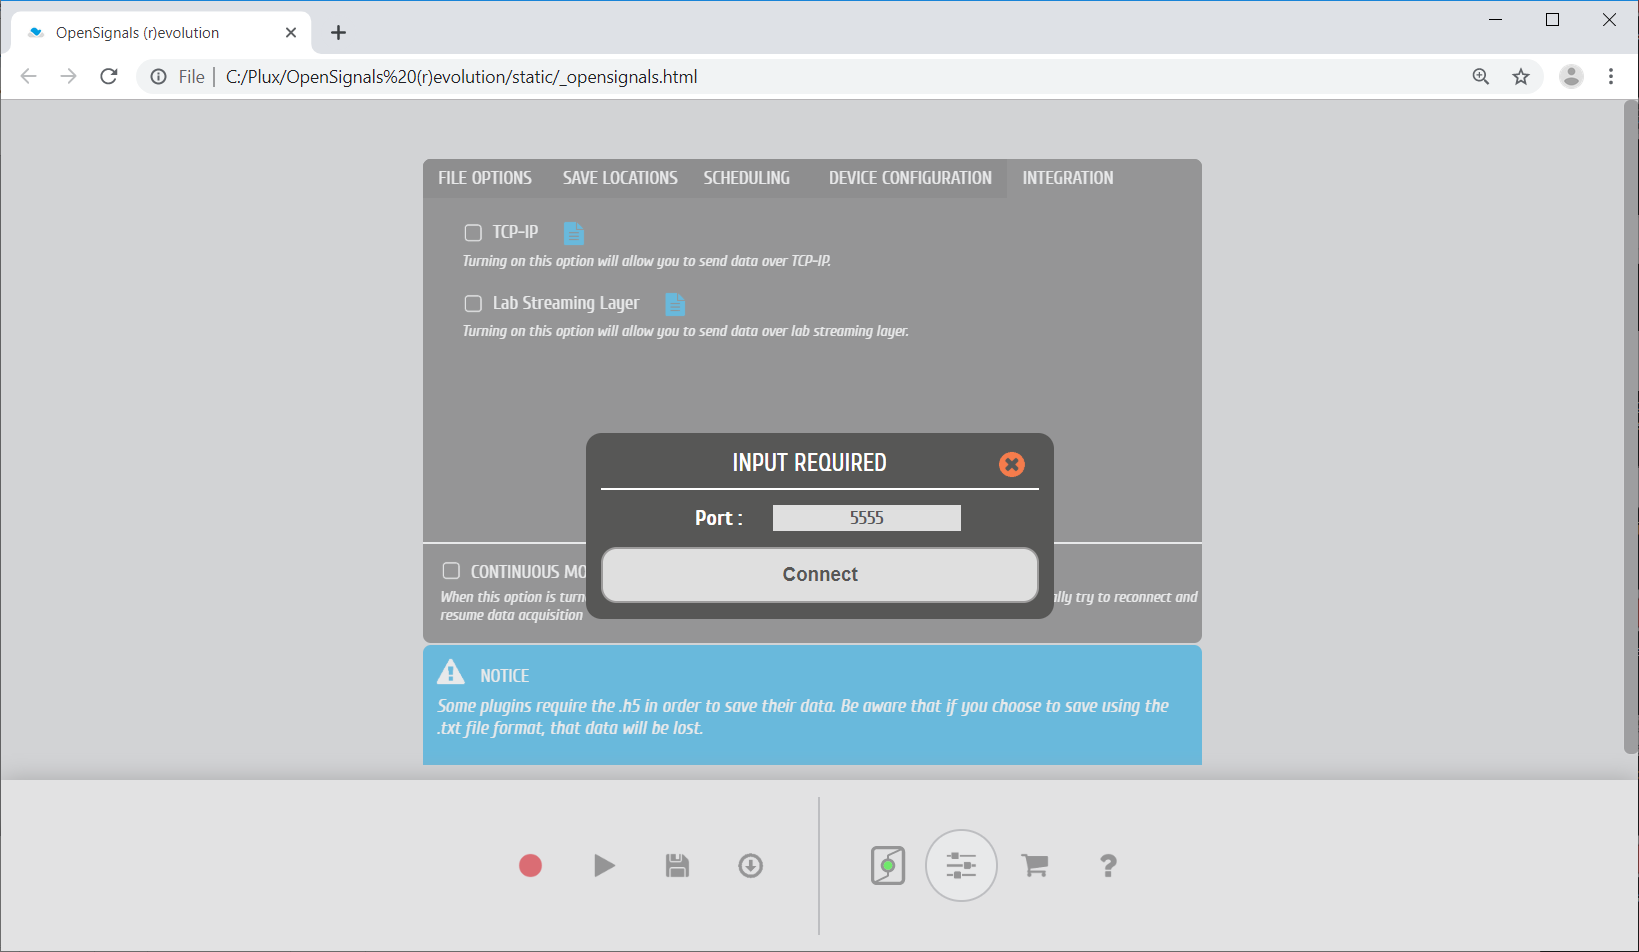 OpenSignals (r)evolution
File | C:/Plux/OpenSignals%20(r)evolution/static/_opensignals.html
FILE OPTIONS SAVE LOCATIONS SCHEDULING DEVICE CONFIGURATION INTEGRATION
TCP-IP
Turning on this option will allow you to send data over TCP-IP.
Lab Streaming Layer
Turning on this option will allow you to send data over lab streaming layer.
INPUT REQUIRED
Port : 5555
Connect
CONTINUOUS MO
When this option is turn lly try to reconnect and
resume data acquisition
NOTICE
Some plugins require the .h5 in order to save their data. Be aware that if you choose to save using the
.txt file format, that data will be lost.